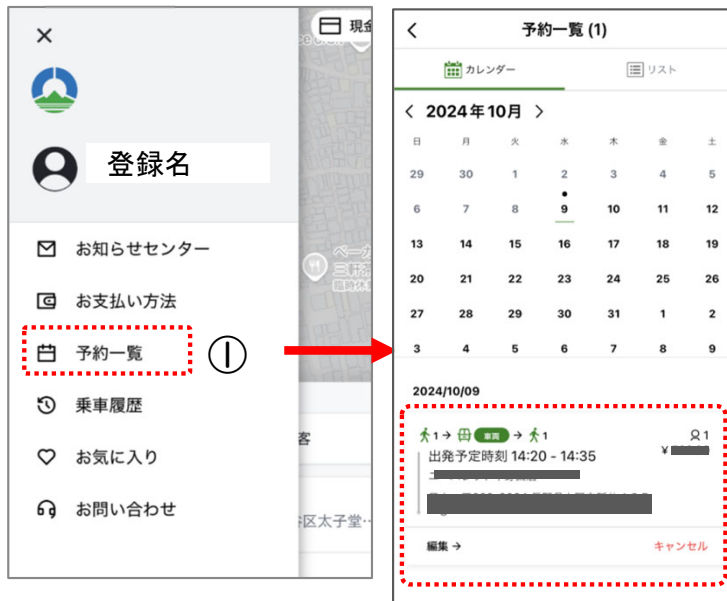 現金
登録名
お知らせセンター
お支払い方法
予約一覧
①
乗車履歴
お気に入り
お問い合わせ
客
区太子堂…
予約一覧 (1)
カレンダー
リスト
2024年10月
日 月 火 水 木 金 土
29 30 1 2 3 4 5
6 7 8 9 10 11 12
13 14 15 16 17 18 19
20 21 22 23 24 25 26
27 28 29 30 31 1 2
3 4 5 6 7 8 9
2024/10/09
1 → 車両 → 1
1
出発予定時刻 14:20 - 14:35
¥
編集 →
キャンセル